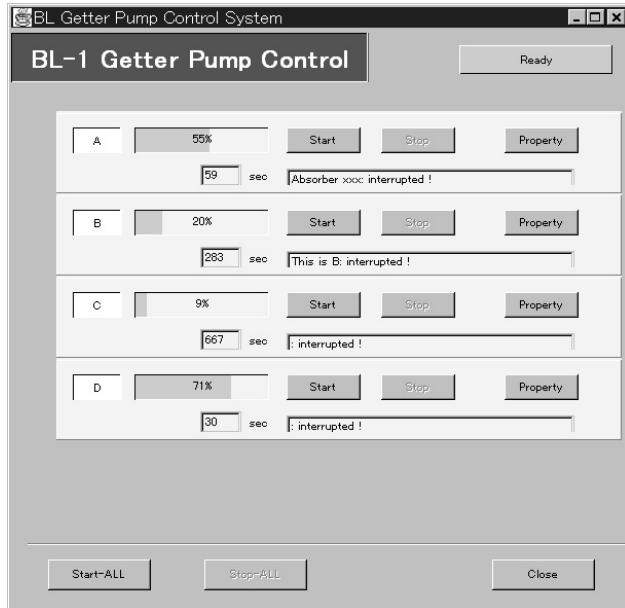 BL Getter Pump Control System
BL-1 Getter Pump Control
Ready
A 55% Start Stop Property
59 sec Absorber xxx: interrupted !
B 20% Start Stop Property
283 sec This is B: interrupted !
C 9% Start Stop Property
667 sec : interrupted !
D 71% Start Stop Property
30 sec : interrupted !
Start-ALL Stop-ALL Close